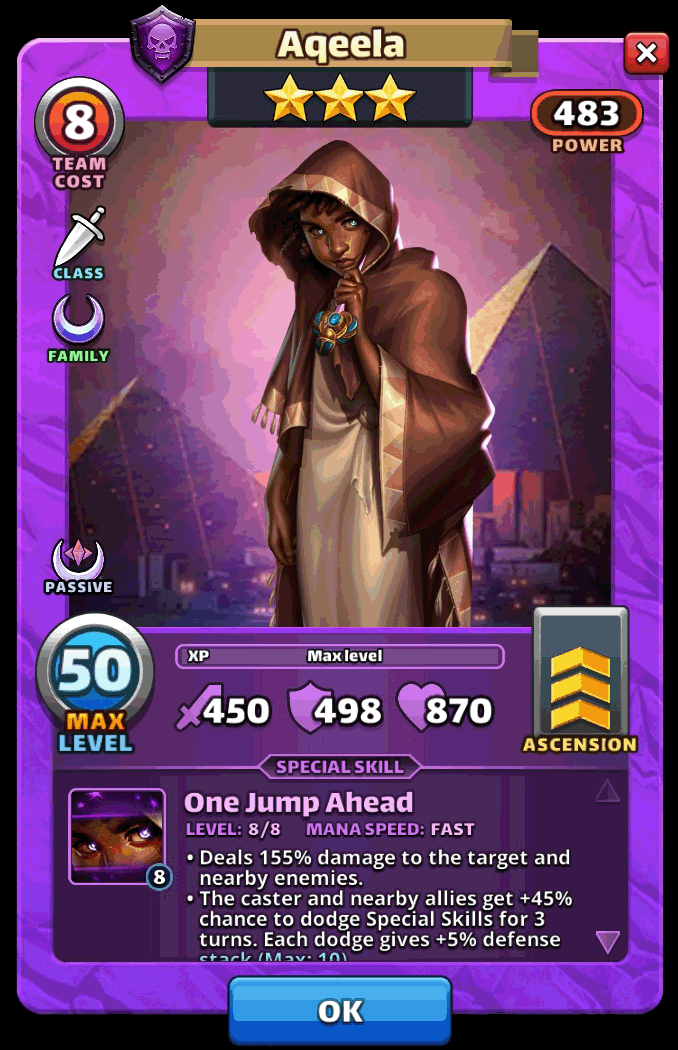 Aqeela
8
TEAM
COST
483
POWER
CLASS
FAMILY
PASSIVE
50
MAX
LEVEL
XP Max level
450 498 870
ASCENSION
SPECIAL SKILL
One Jump Ahead
LEVEL: 8/8 MANA SPEED: FAST
8
• Deals 155% damage to the target and
nearby enemies.
• The caster and nearby allies get +45%
chance to dodge Special Skills for 3
turns. Each dodge gives +5% defense
stack (Max: 10)
OK